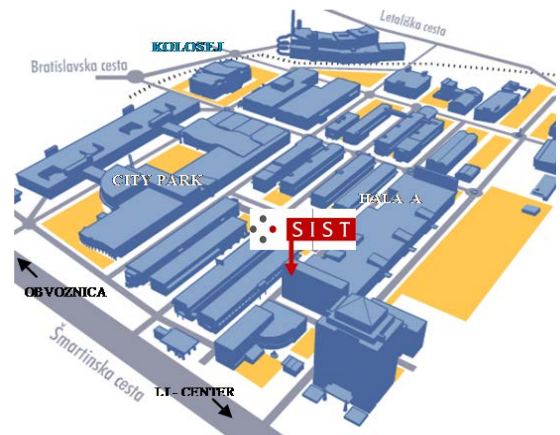 Letališka cesta
KOLOSEJ
Bratislavska cesta
CITY PARK
HALA A
SIST
OBVOZNICA
Šmartinska cesta
LJ - CENTER